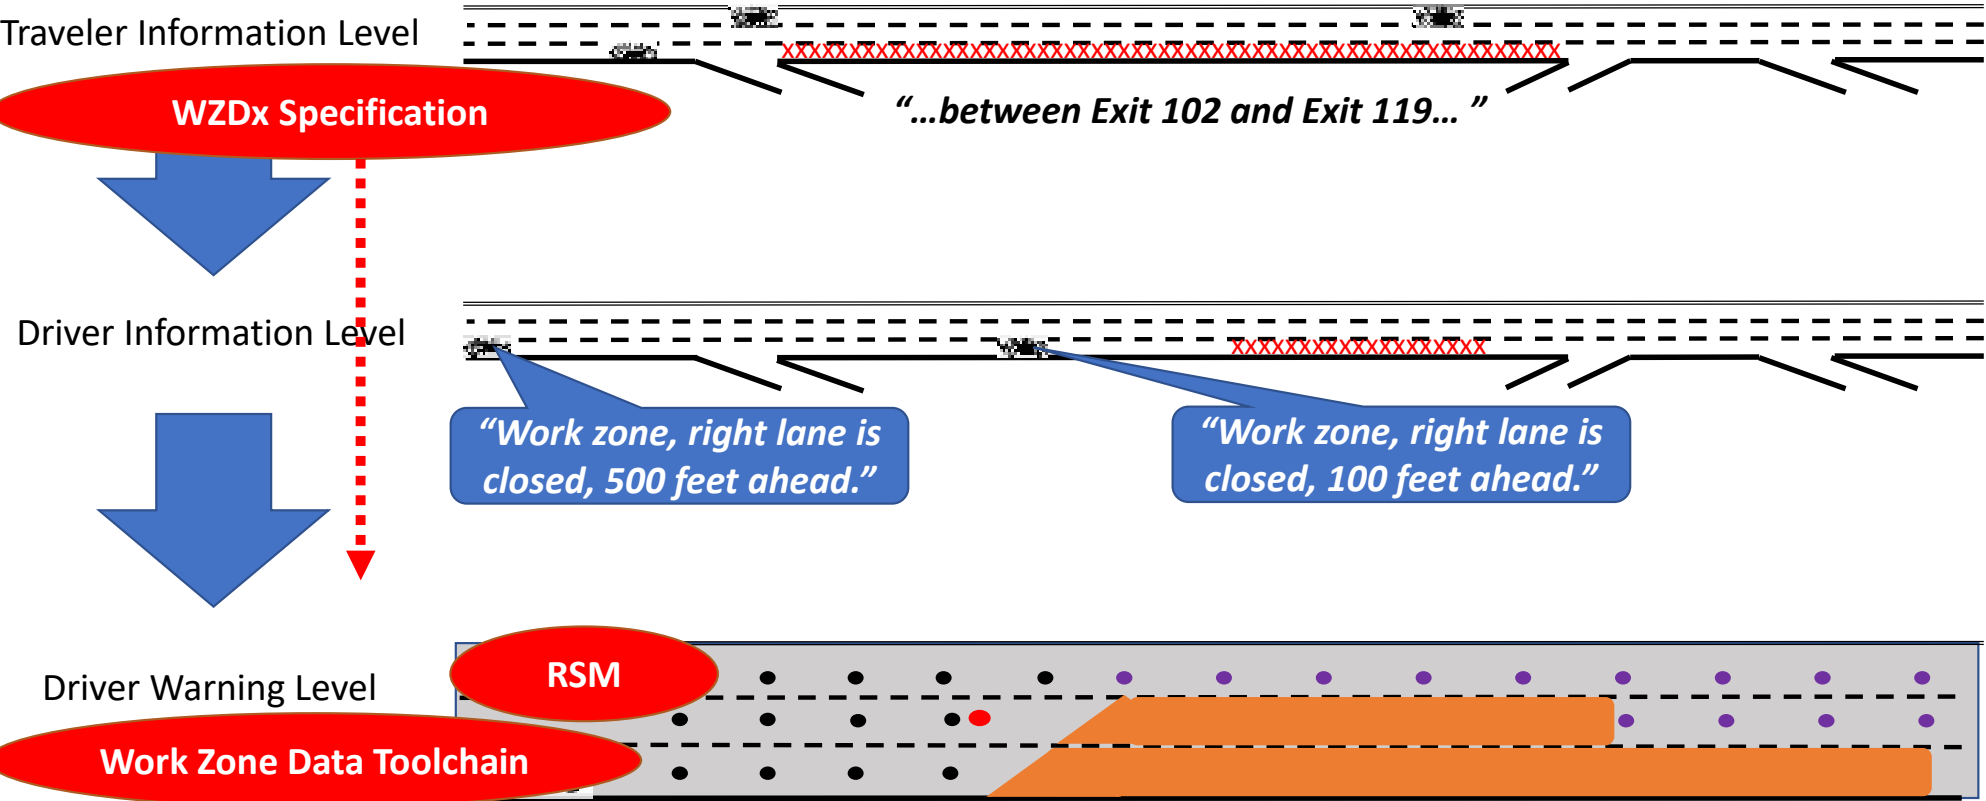 Traveler Information Level
XXXXXXXXXXXXXXXXXXXXXXXXXXXXXXXXXXXXXXXXXXXXXXXXXXXXXXXXXXX
WZDx Specification
“...between Exit 102 and Exit 119... ”
Driver Information Level
XXXXXXXXXXXXXXXXXXX
“Work zone, right lane is
closed, 500 feet ahead.”
“Work zone, right lane is
closed, 100 feet ahead.”
RSM
Driver Warning Level
Work Zone Data Toolchain